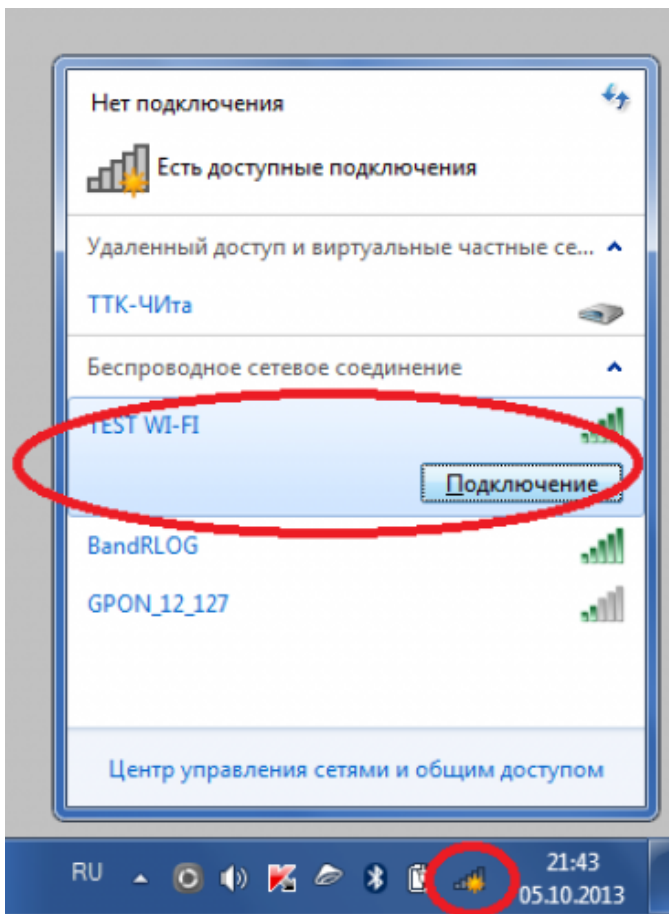 Нет подключения
Есть доступные подключения
Удаленный доступ и виртуальные частные се...
ТТК-ЧИта
Беспроводное сетевое соединение
TEST WI-FI
Подключение
BandRLOG
GPON_12_127
Центр управления сетями и общим доступом
RU
21:43
05.10.2013